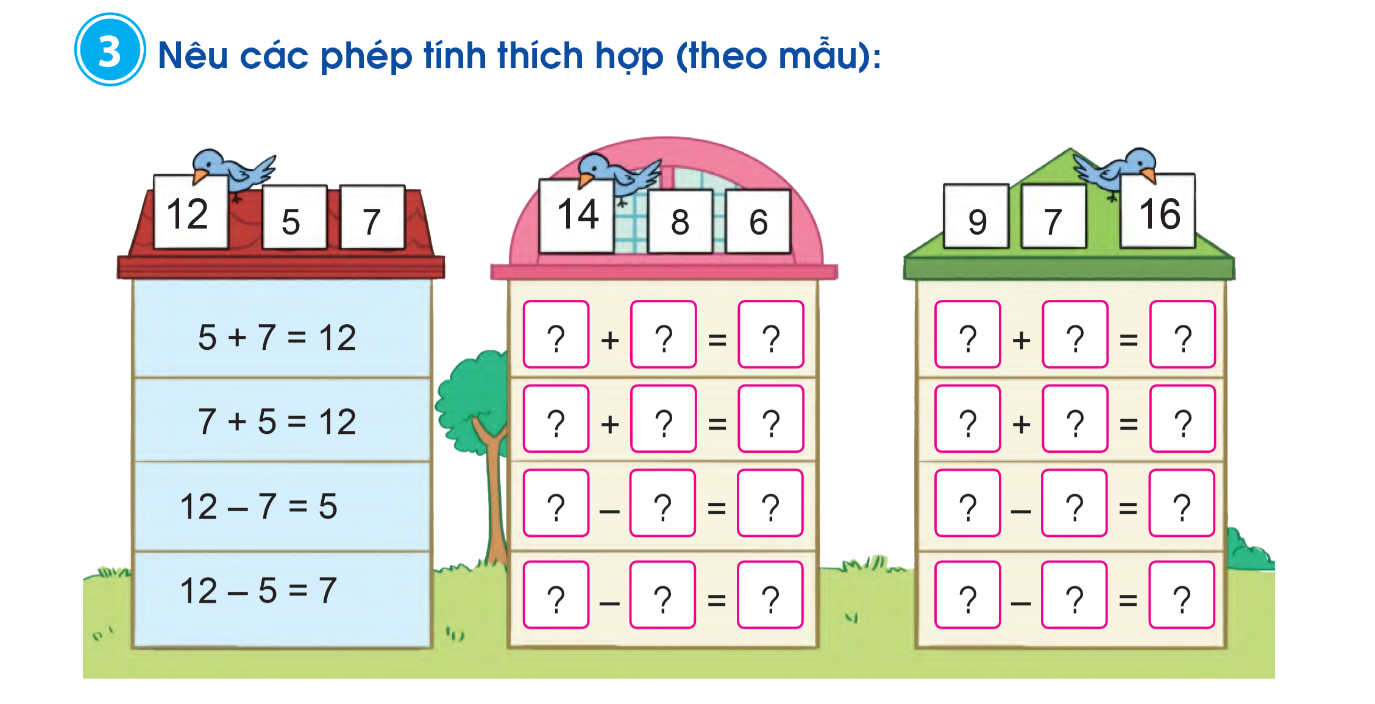 3 Nêu các phép tính thích hợp (theo mẫu):
12 5 7
5 + 7 = 12
7 + 5 = 12
12 – 7 = 5
12 – 5 = 7
14 8 6
? + ? = ?
? + ? = ?
? – ? = ?
? – ? = ?
9 7 16
? + ? = ?
? + ? = ?
? – ? = ?
? – ? = ?